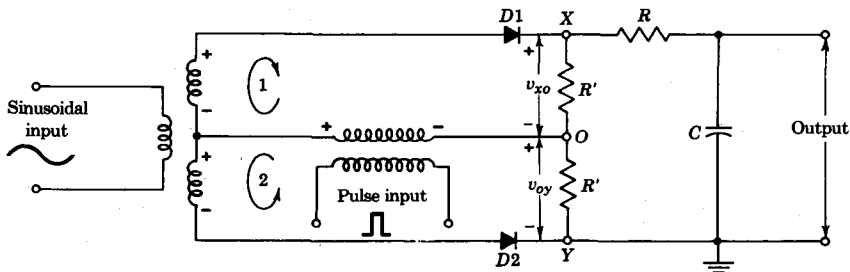 D1
X
R
+
+
1
-
v_xo
R'
Sinusoidal
input
+
-
-
O
+
+
C
Output
2
-
Pulse input
v_oy
R'
-
D2
Y